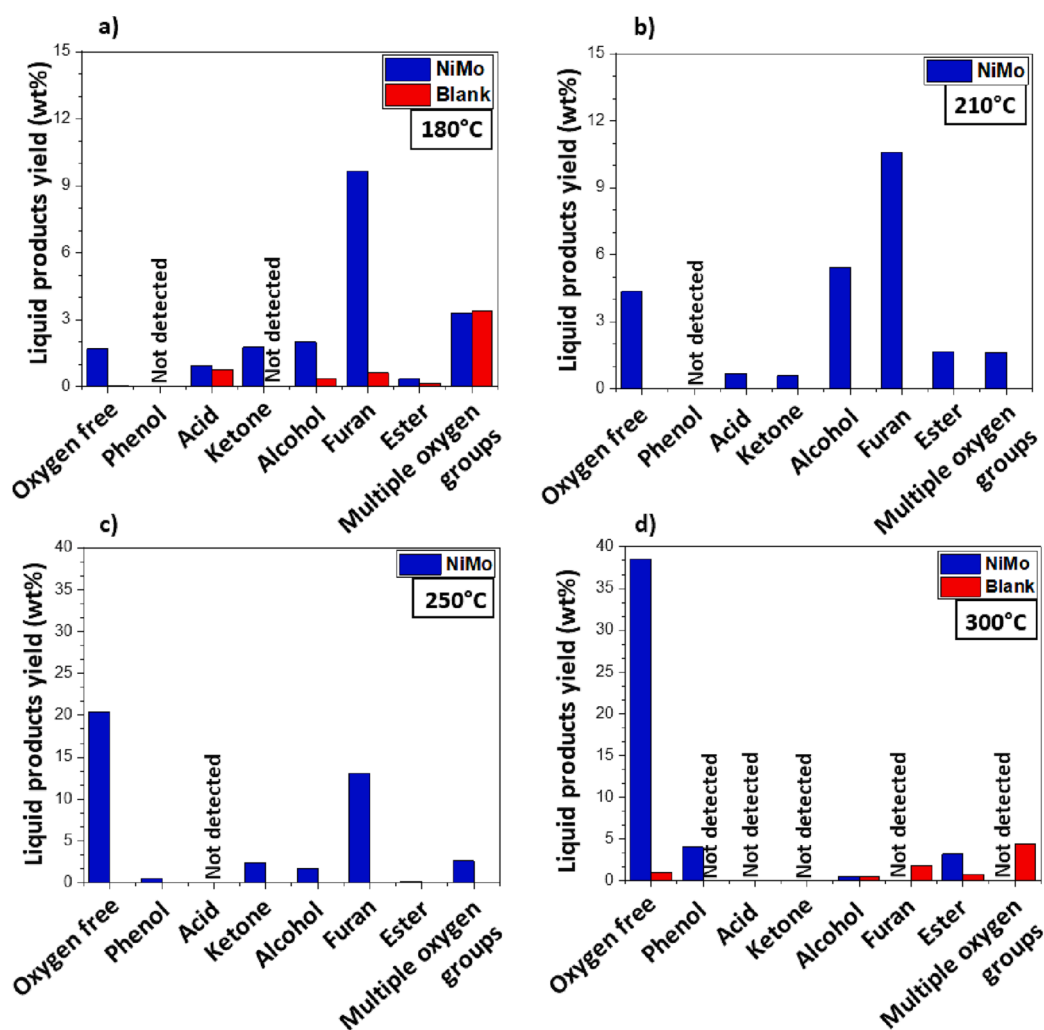 a)
Liquid products yield (wt%)
15
12
9
6
3
0
NiMo
Blank
180°C
Not detected
Not detected
Oxygen free
Phenol
Acid
Ketone
Alcohol
Furan
Ester
Multiple oxygen
groups
b)
Liquid products yield (wt%)
15
12
9
6
3
0
NiMo
210°C
Not detected
Oxygen free
Phenol
Acid
Ketone
Alcohol
Furan
Ester
Multiple oxygen
groups
c)
Liquid products yield (wt%)
40
35
30
25
20
15
10
5
0
NiMo
250°C
Not detected
Oxygen free
Phenol
Acid
Ketone
Alcohol
Furan
Ester
Multiple oxygen
groups
d)
Liquid products yield (wt%)
40
35
30
25
20
15
10
5
0
NiMo
Blank
300°C
Not detected
Not detected
Not detected
Not detected
Not detected
Oxygen free
Phenol
Acid
Ketone
Alcohol
Furan
Ester
Multiple oxygen
groups